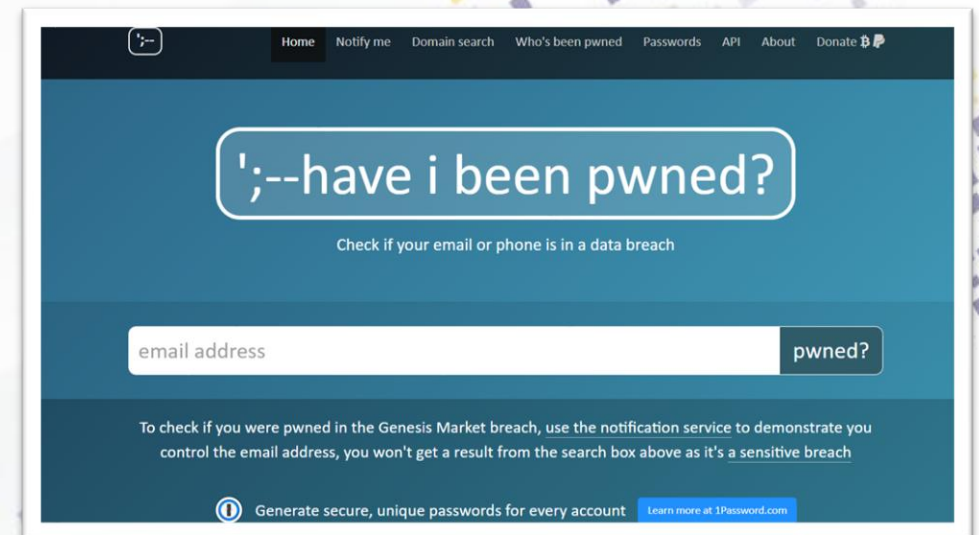 ';--
Home Notify me Domain search Who's been pwned Passwords API About Donate
';--have i been pwned?
Check if your email or phone is in a data breach
email address
pwned?
To check if you were pwned in the Genesis Market breach, use the notification service to demonstrate you
control the email address, you won't get a result from the search box above as it's a sensitive breach
Generate secure, unique passwords for every account Learn more at 1Password.com